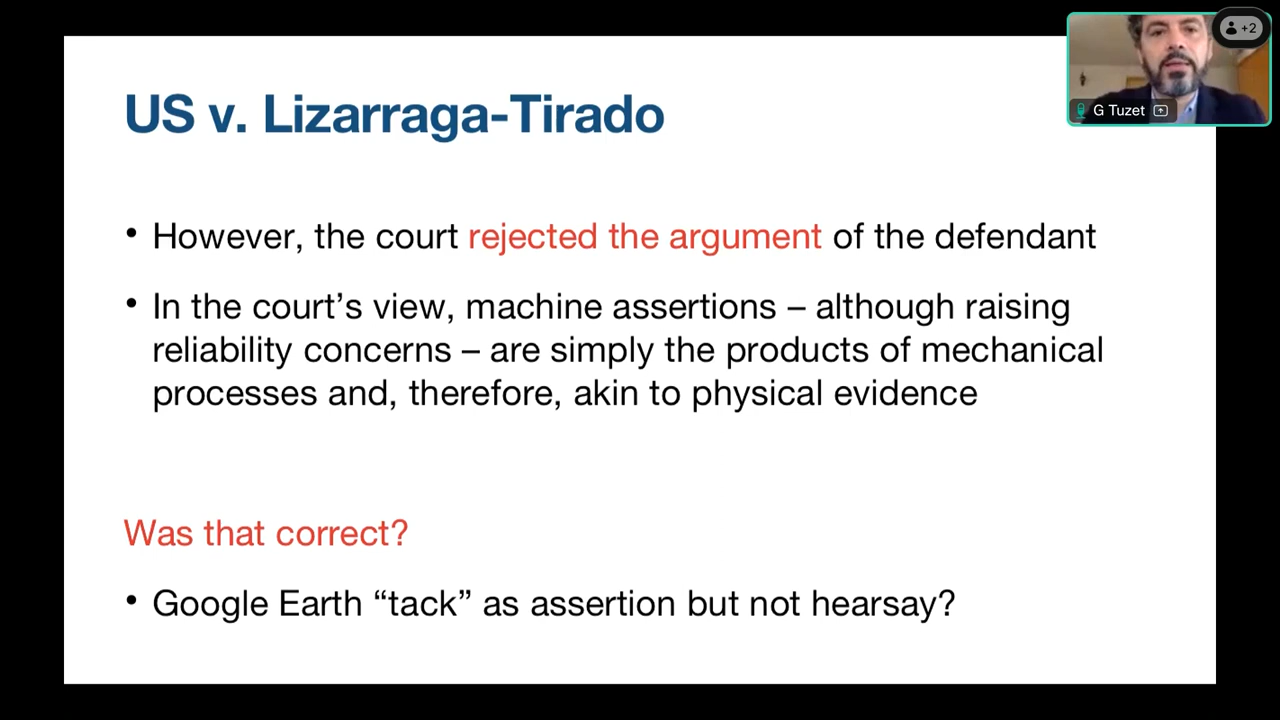 US v. Lizarraga-Tirado
+2
G Tuzet
• However, the court rejected the argument of the defendant
• In the court’s view, machine assertions – although raising
reliability concerns – are simply the products of mechanical
processes and, therefore, akin to physical evidence
Was that correct?
• Google Earth “tack” as assertion but not hearsay?